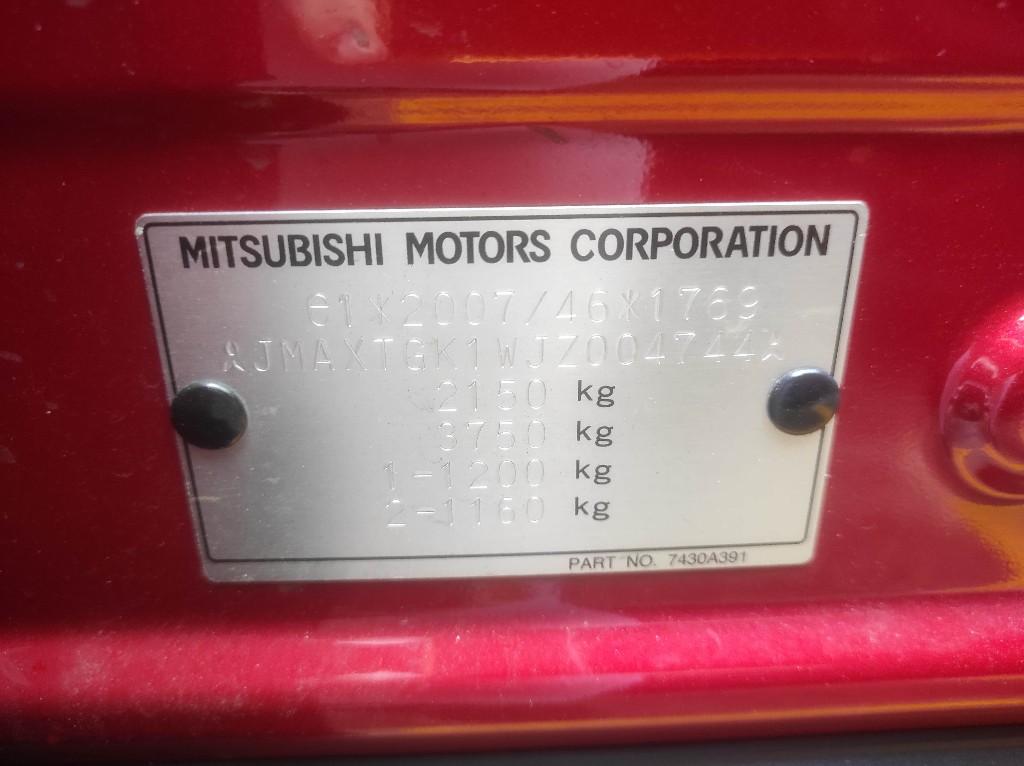 MITSUBISHI MOTORS CORPORATION
e1*2007/46*1769
JMAXTGK1WJZ004744
2150 kg
3750 kg
1-1200 kg
2-1160 kg
PART NO. 7430A391